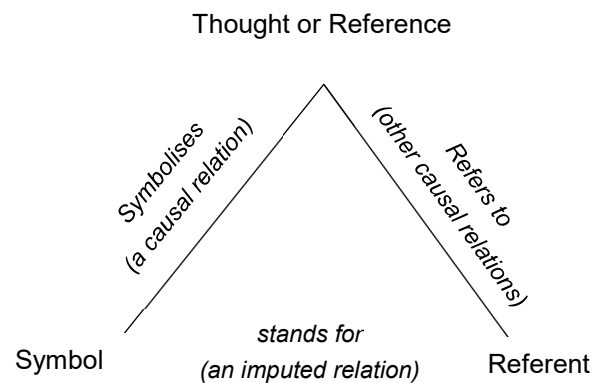 Thought or Reference
Symbolises
(a causal relation)
Refers to
(other causal relations)
stands for
(an imputed relation)
Symbol
Referent